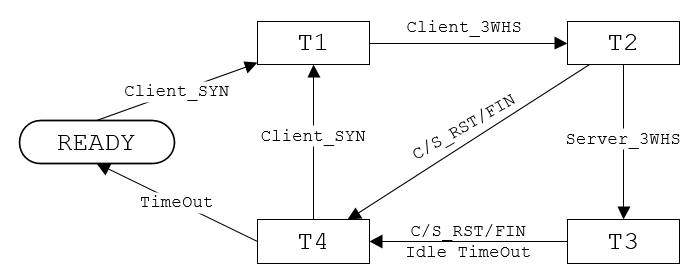 Client_3WHS
T1
T2
Client_SYN
C/S_RST/FIN
Client_SYN
READY
Server_3WHS
TimeOut
C/S_RST/FIN
T4
T3
Idle TimeOut